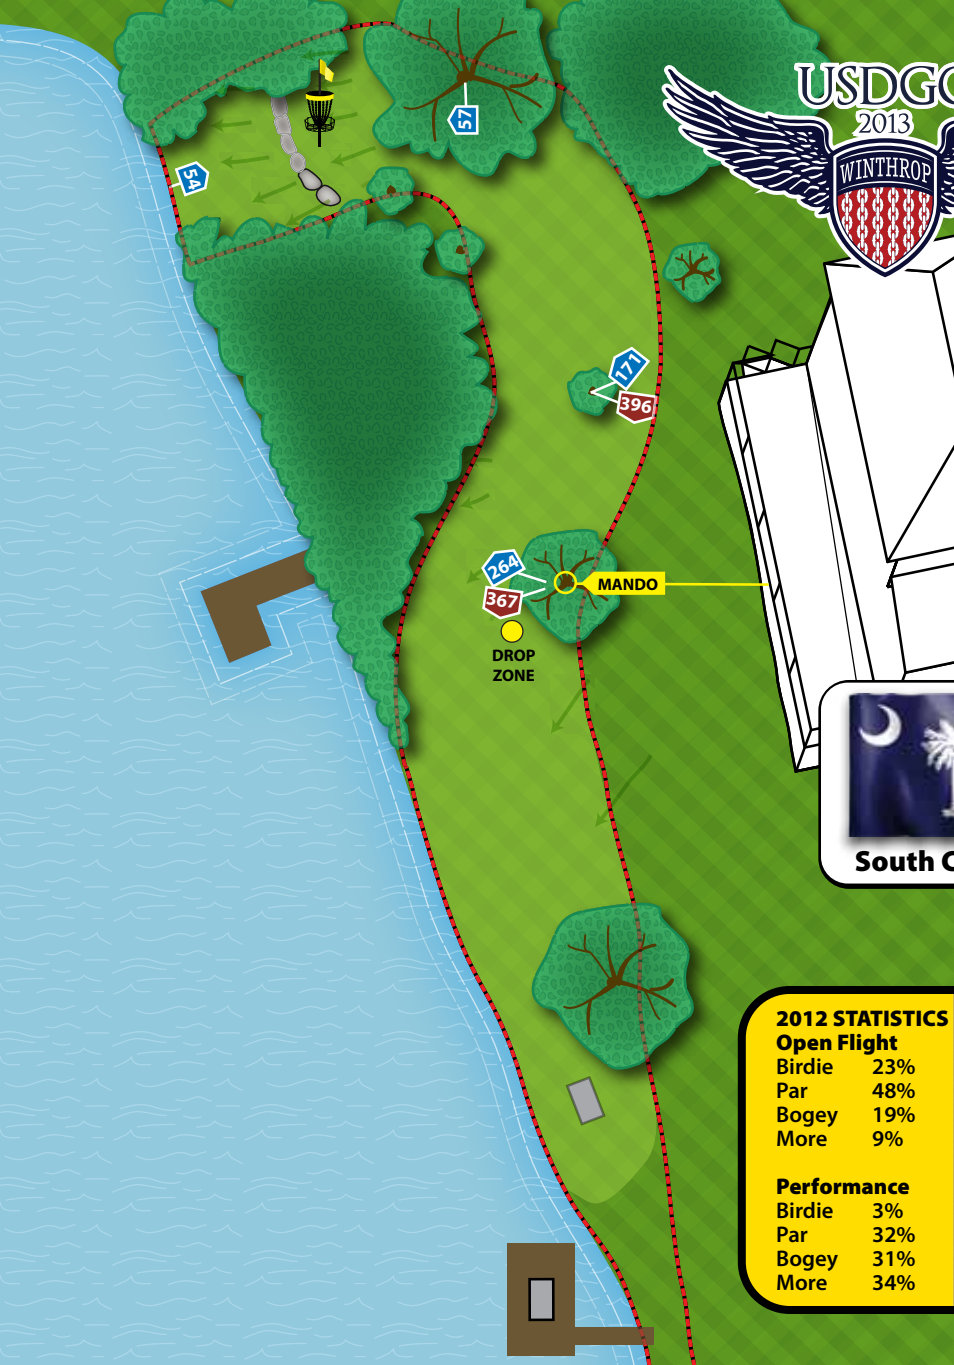 USDGC
2013
WINTHROP
57
54
171
396
264
367
MANDO
DROP
ZONE
South C
2012 STATISTICS
Open Flight
Birdie 23%
Par 48%
Bogey 19%
More 9%
Performance
Birdie 3%
Par 32%
Bogey 31%
More 34%